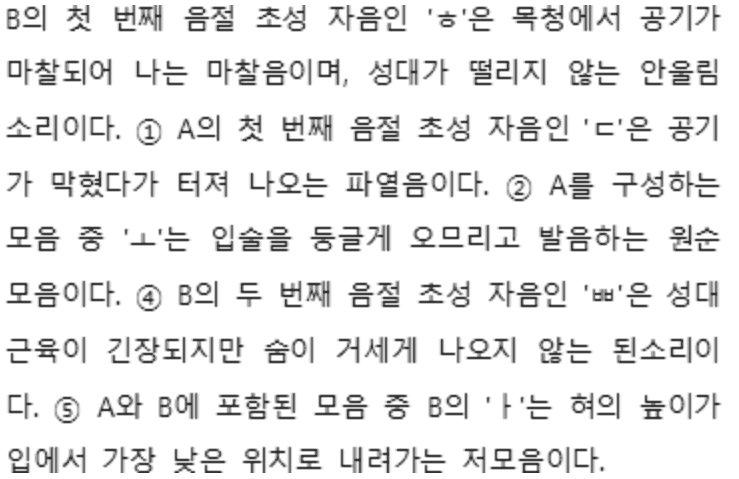 B의 첫 번째 음절 초성 자음인 'ㅎ'은 목청에서 공기가
마찰되어 나는 마찰음이며, 성대가 떨리지 않는 안울림
소리이다. ① A의 첫 번째 음절 초성 자음인 'ㄷ'은 공기
가 막혔다가 터져 나오는 파열음이다. ② A를 구성하는
모음 중 'ㅗ'는 입술을 둥글게 오므리고 발음하는 원순
모음이다. ④ B의 두 번째 음절 초성 자음인 'ㅃ'은 성대
근육이 긴장되지만 숨이 거세게 나오지 않는 된소리이
다. ⑤ A와 B에 포함된 모음 중 B의 'ㅏ'는 혀의 높이가
입에서 가장 낮은 위치로 내려가는 저모음이다.